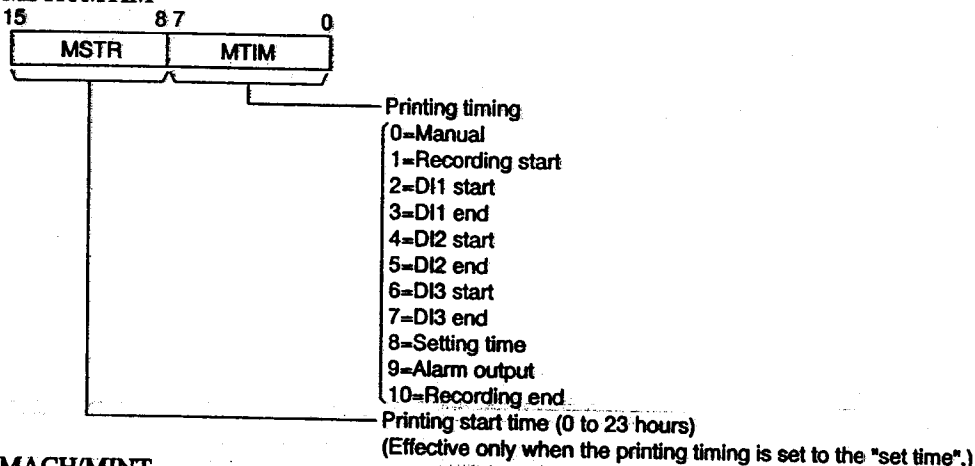 15 8 7 0
MSTR MTIM
Printing timing
0=Manual
1=Recording start
2=DI1 start
3=DI1 end
4=DI2 start
5=DI2 end
6=DI3 start
7=DI3 end
8=Setting time
9=Alarm output
10=Recording end
Printing start time (0 to 23 hours)
(Effective only when the printing timing is set to the "set time".)
MACH/MINT